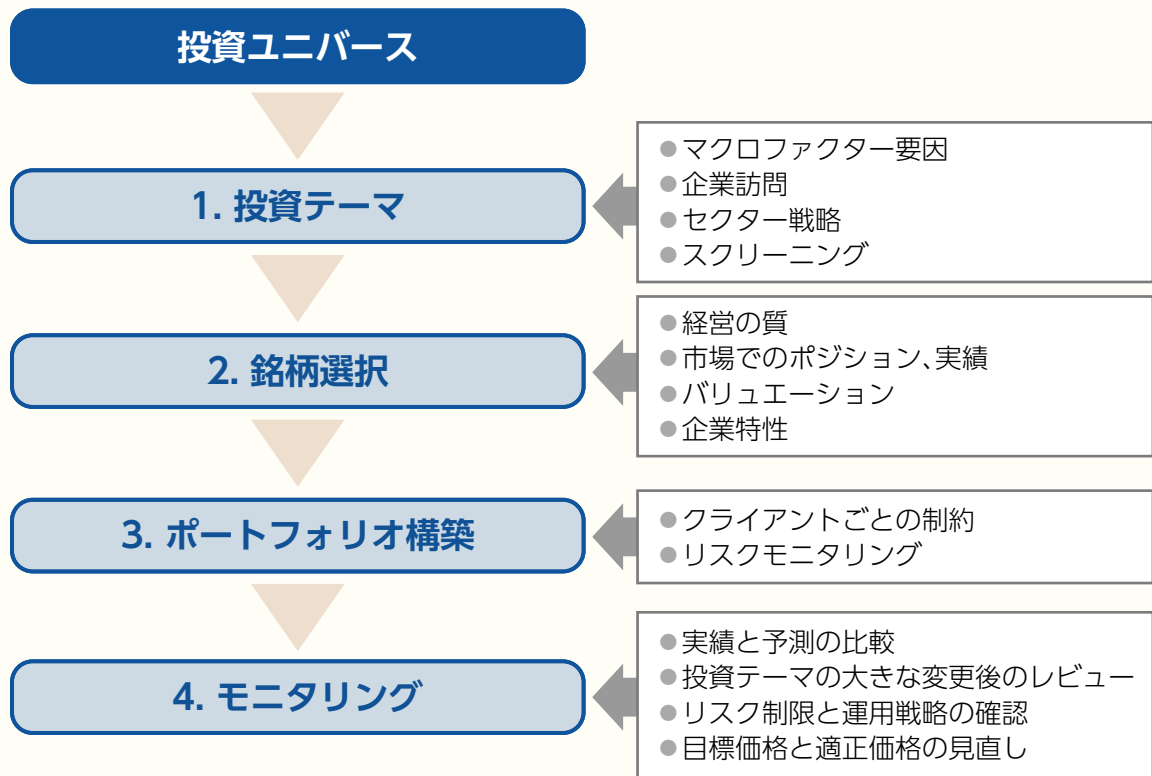 投資ユニバース
1. 投資テーマ
●マクロファクター要因
●企業訪問
●セクター戦略
●スクリーニング
2. 銘柄選択
●経営の質
●市場でのポジション、実績
●バリュエーション
●企業特性
3. ポートフォリオ構築
●クライアントごとの制約
●リスクモニタリング
4. モニタリング
●実績と予測の比較
●投資テーマの大きな変更後のレビュー
●リスク制限と運用戦略の確認
●目標価格と適正価格の見直し